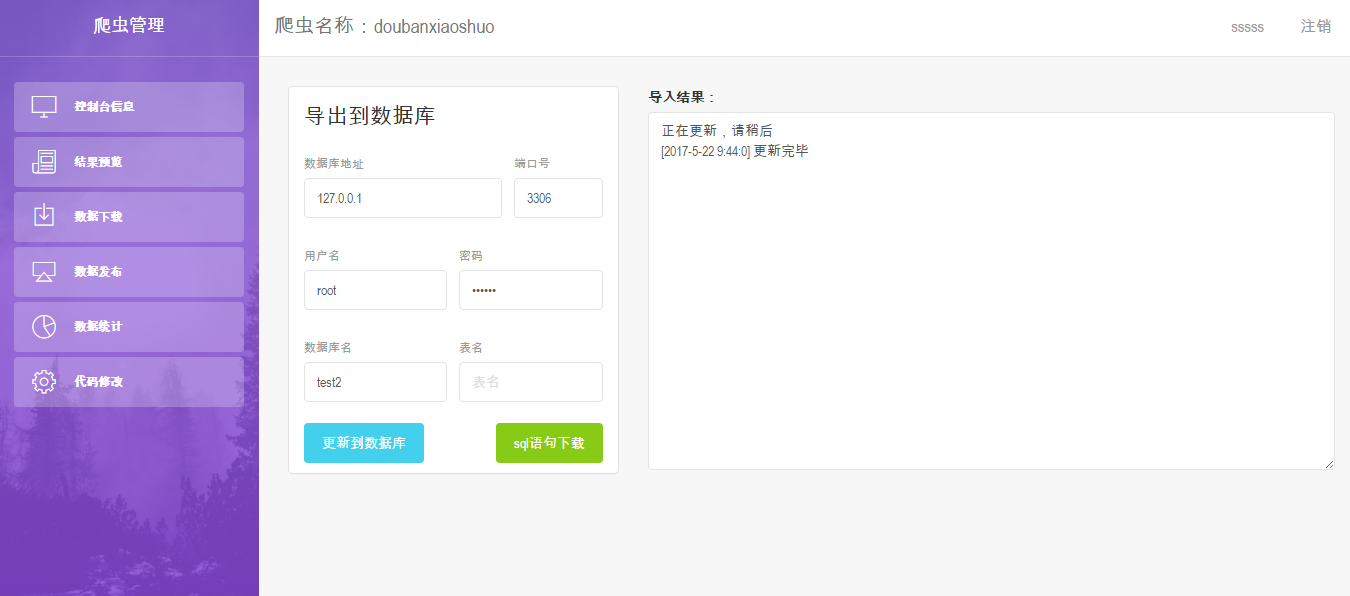 爬虫管理
爬虫名称：doubanxiaoshuo
sssss
注销
控制台信息
结果预览
数据下载
数据发布
数据统计
代码修改
导出到数据库
数据库地址
端口号
127.0.0.1
3306
用户名
密码
root
••••••
数据库名
表名
test2
表名
更新到数据库
sql语句下载
导入结果：
正在更新，请稍后
[2017-5-22 9:44:0] 更新完毕